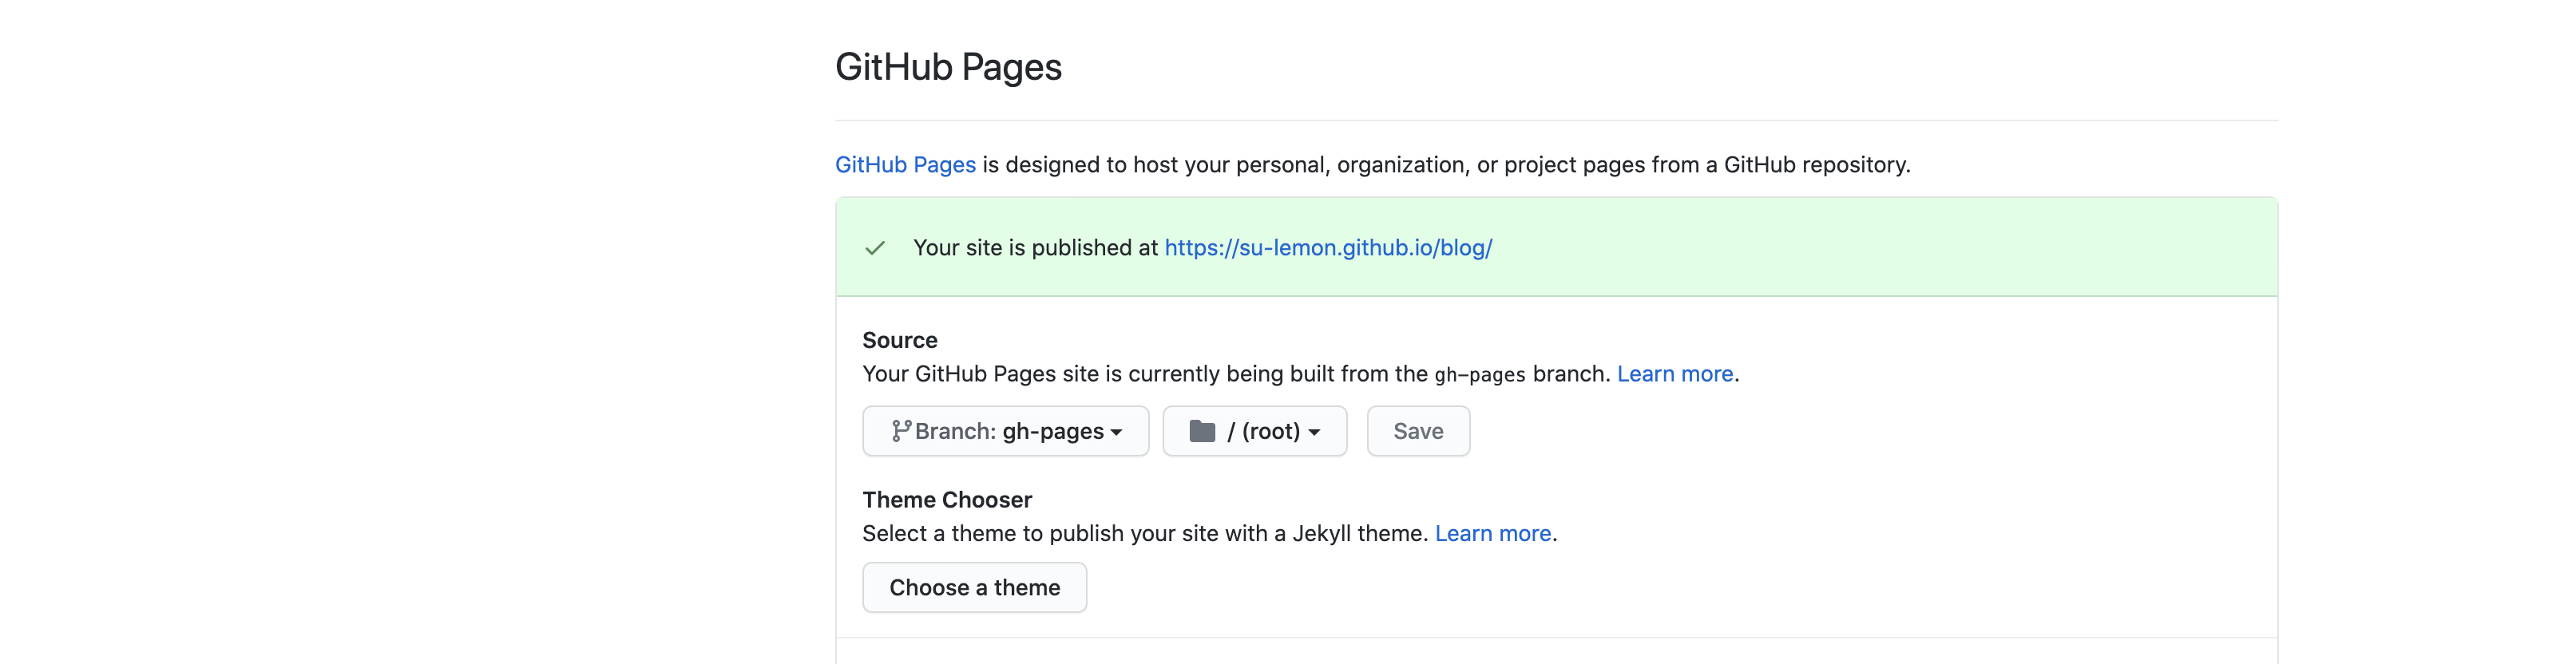 GitHub Pages
GitHub Pages is designed to host your personal, organization, or project pages from a GitHub repository.
Your site is published at https://su-lemon.github.io/blog/
Source
Your GitHub Pages site is currently being built from the gh-pages branch. Learn more.
Branch: gh-pages / (root) Save
Theme Chooser
Select a theme to publish your site with a Jekyll theme. Learn more.
Choose a theme